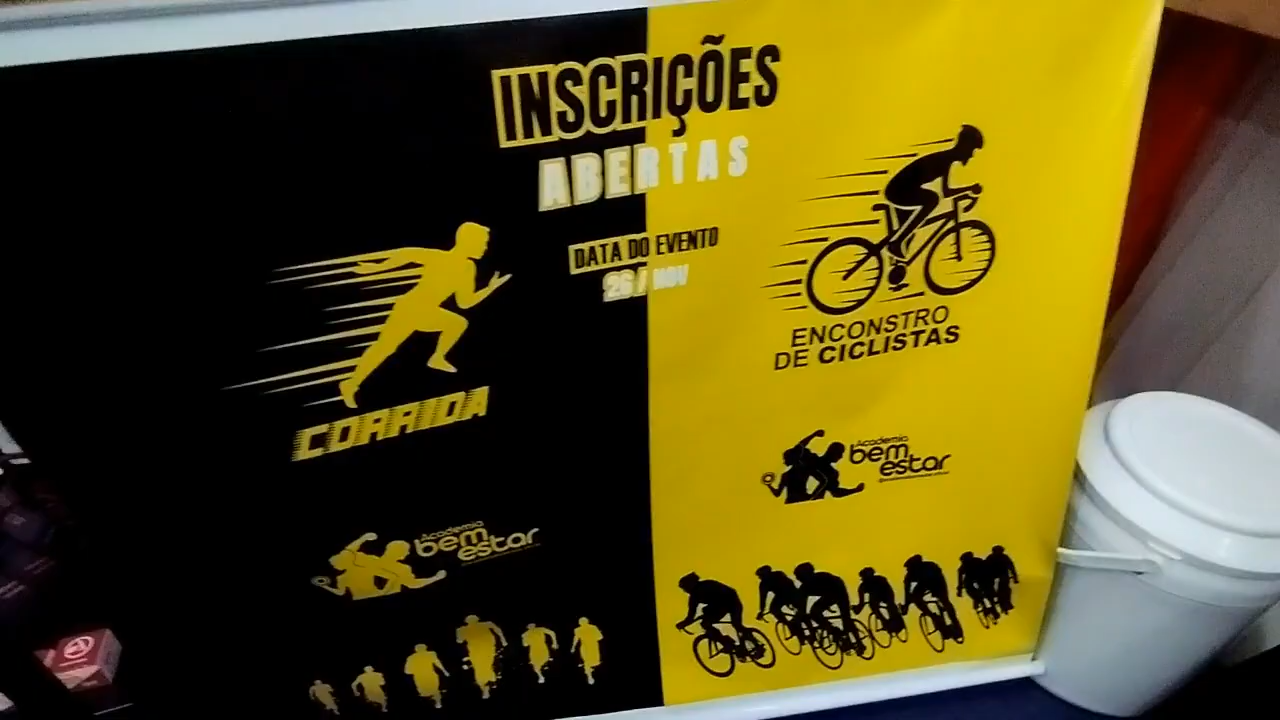 INSCRIÇÕES
ABERTAS
DATA DO EVENTO
26 / NOV
CORRIDA
Academia
bem
estar
ENCONSTRO
DE CICLISTAS
Academia
bem
estar